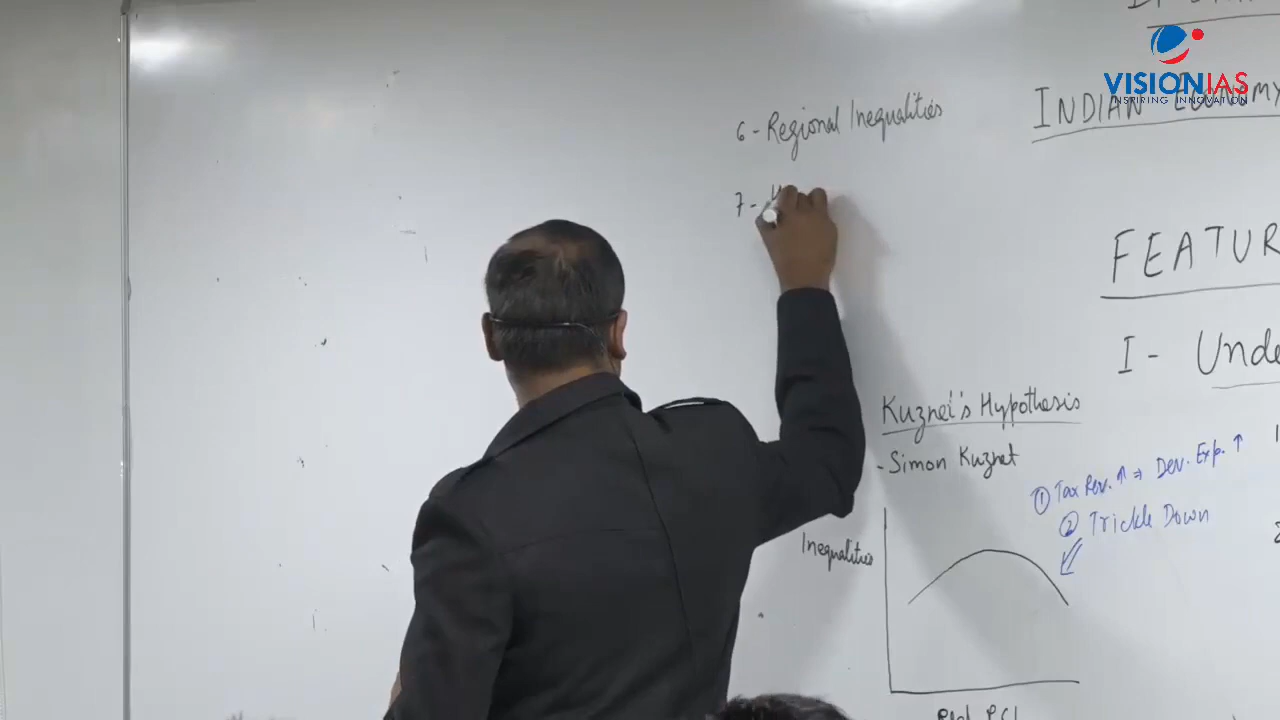 VISIONIAS
INSPIRING INNOVATION
INDIAN ECONOMY
6 - Regional Inequalities
7 -
FEATUR
I - Unde
Kuznet's Hypothesis
- Simon Kuznet
① Tax Rev. ↑ ⇒ Dev. Exp. ↑
② Trickle Down
Inequalities